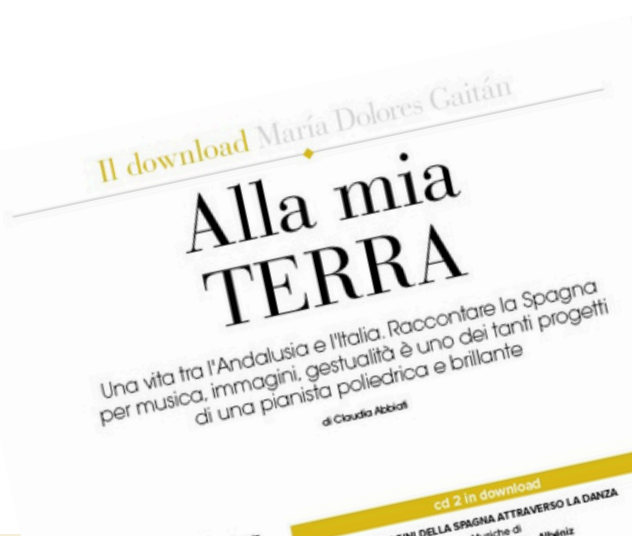 Il download María Dolores Gaitán
Alla mia
TERRA
Una vita tra l'Andalusia e l'Italia. Raccontare la Spagna
per musica, immagini, gestualità è uno dei tanti progetti
di una pianista poliedrica e brillante
di Claudia Abbiati
cd 2 in download
DELLA SPAGNA ATTRAVERSO LA DANZA
Musiche di
Albéniz